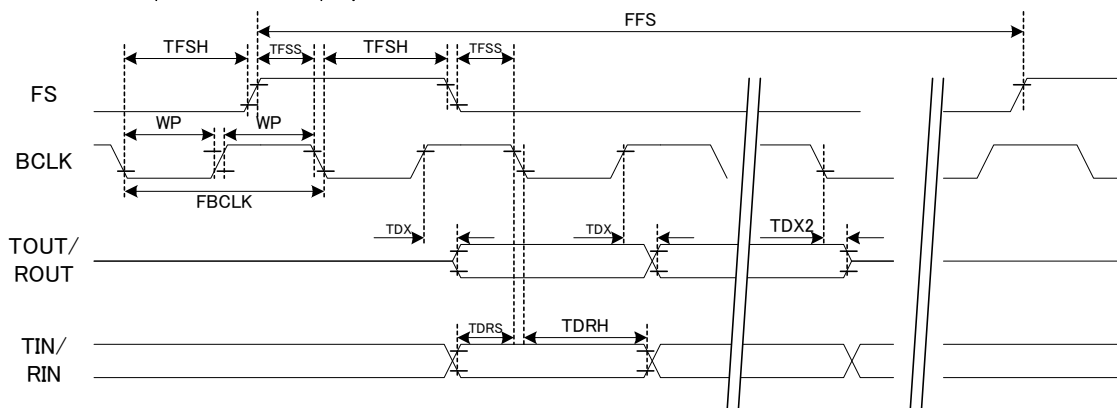 FFS
TFSH TFSS TFSH TFSS
FS
WP WP
BCLK
FBCLK
TDX TDX TDX2
TOUT/
ROUT
TDRS TDRH
TIN/
RIN